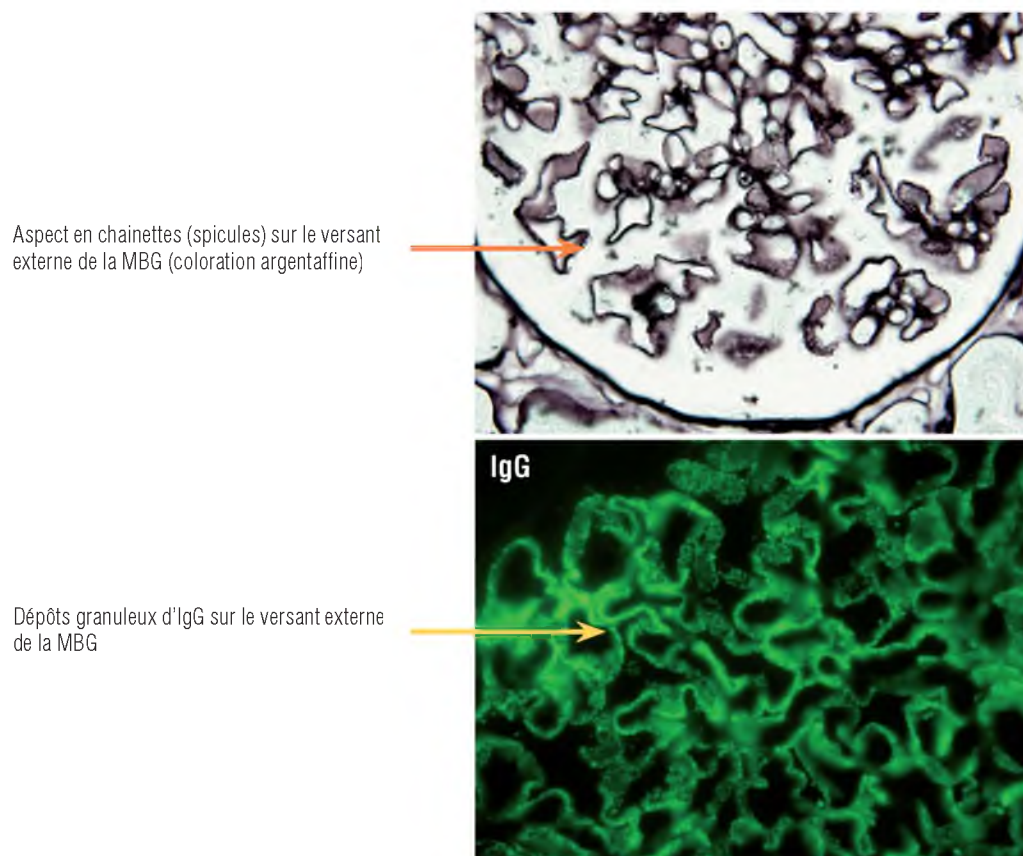 Aspect en chainettes (spicules) sur le versant
externe de la MBG (coloration argentaffine)
IgG
Dépôts granuleux d'IgG sur le versant externe
de la MBG